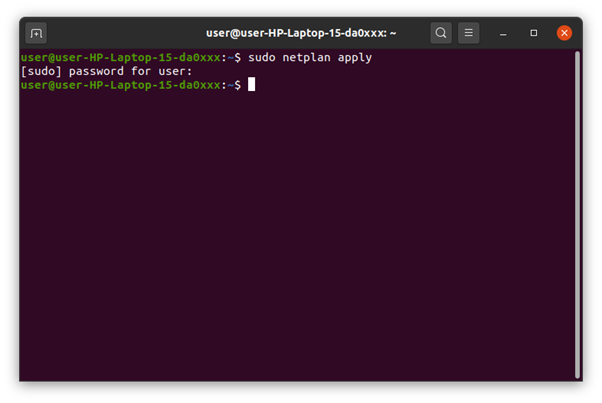 user@user-HP-Laptop-15-da0xxx: ~
user@user-HP-Laptop-15-da0xxx:~$ sudo netplan apply
[sudo] password for user:
user@user-HP-Laptop-15-da0xxx:~$